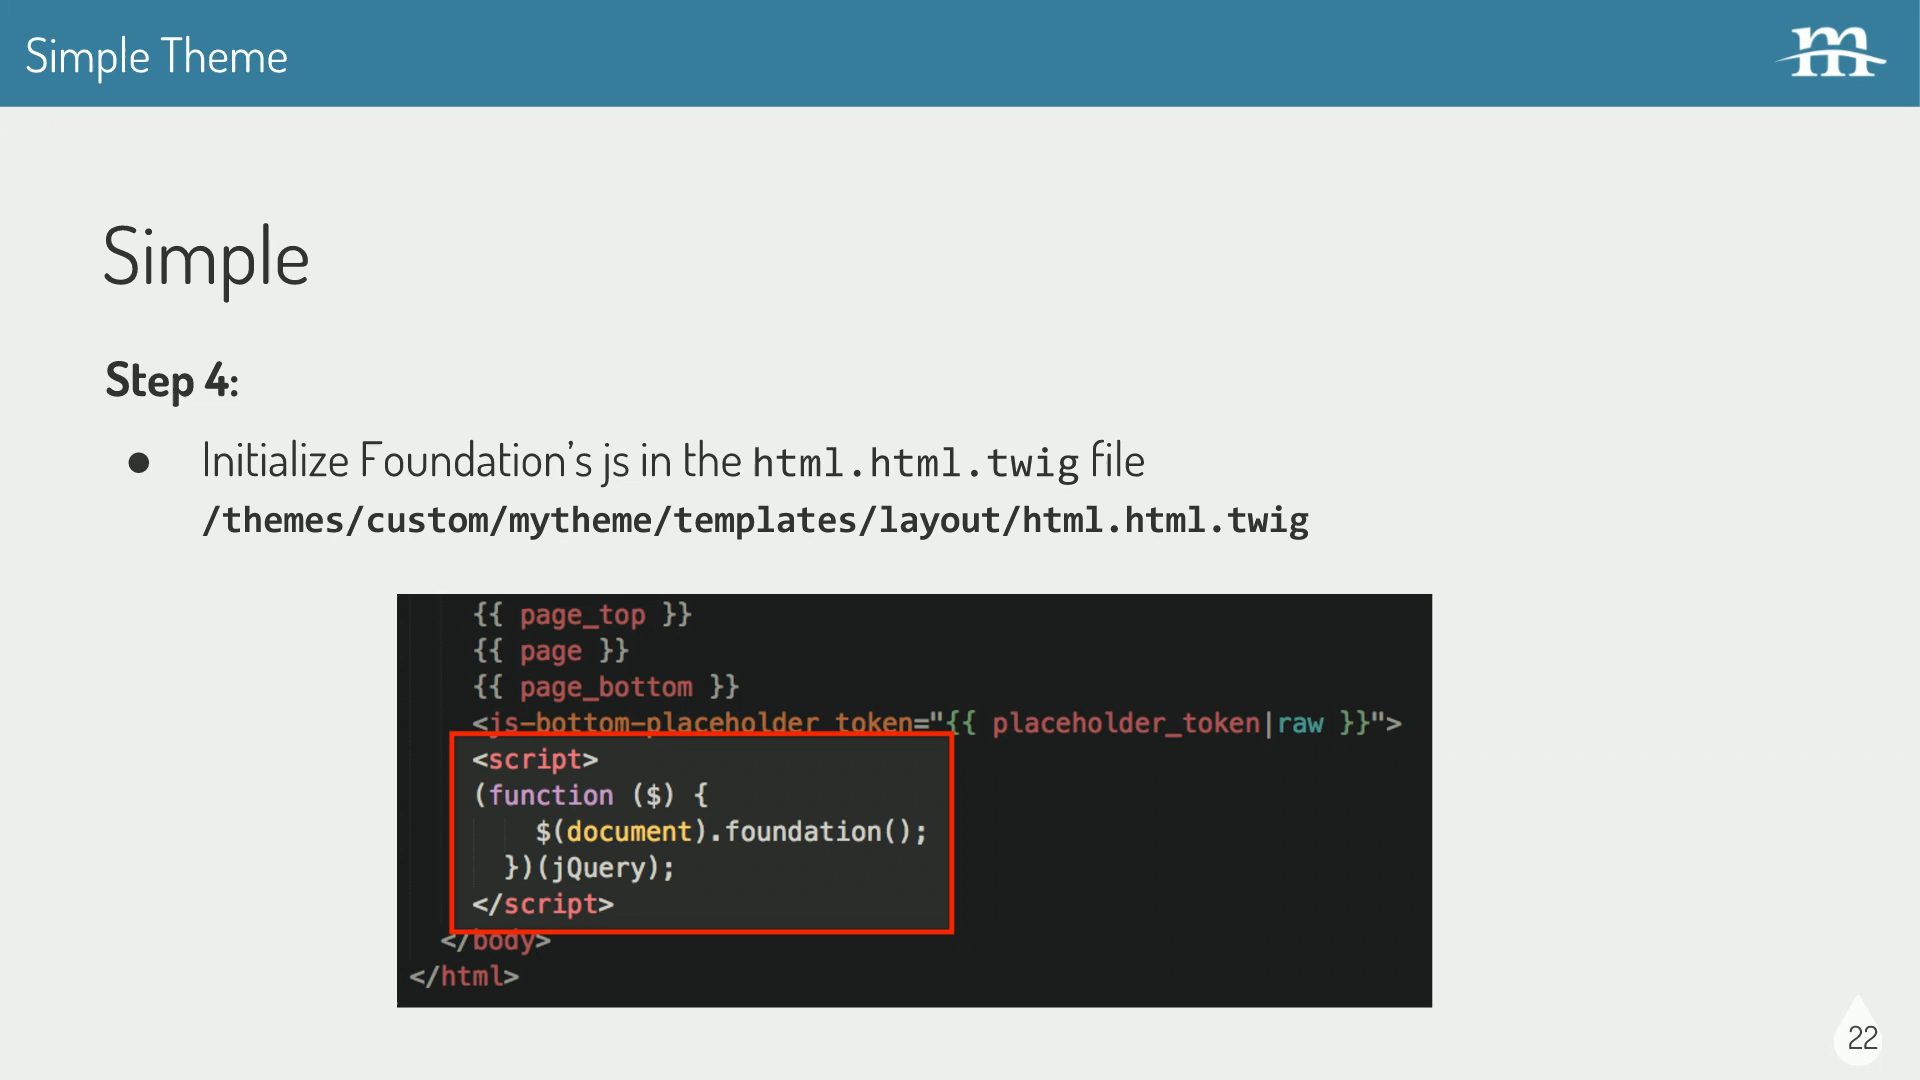 Simple Theme
m
Simple
Step 4:
● Initialize Foundation’s js in the html.html.twig file
/themes/custom/mytheme/templates/layout/html.html.twig
{{ page_top }}
{{ page }}
{{ page_bottom }}
<js-bottom-placeholder token="{{ placeholder_token|raw }}">
<script>
(function ($) {
$(document).foundation();
})(jQuery);
</script>
</body>
</html>
22